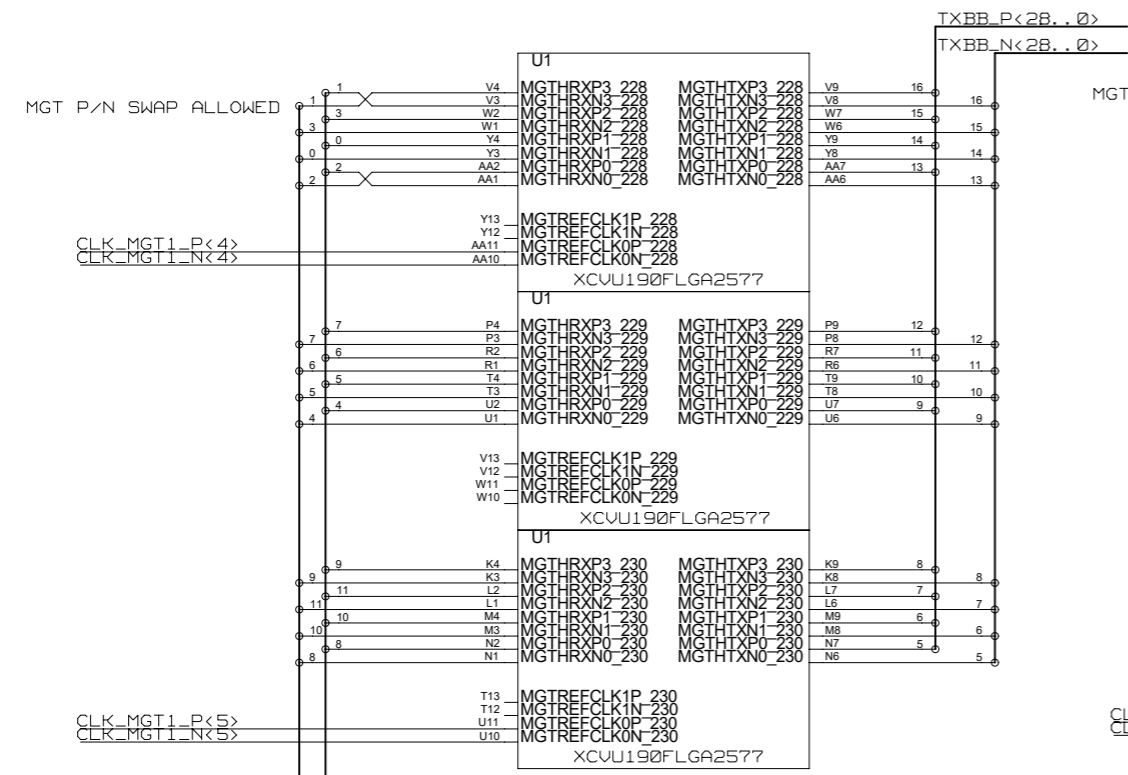 TXBB_P<28..0>
TXBB_N<28..0>
MGT P/N SWAP ALLOWED
MGT
U1
1 V4 MGTHRXP3_228 MGTHTXP3_228 V9 16
1 V3 MGTHRXN3_228 MGTHTXN3_228 V8 16
3 W2 MGTHRXP2_228 MGTHTXP2_228 W7 15
3 W1 MGTHRXN2_228 MGTHTXN2_228 W6 15
0 Y4 MGTHRXP1_228 MGTHTXP1_228 Y9 14
0 Y3 MGTHRXN1_228 MGTHTXN1_228 Y8 14
2 AA2 MGTHRXP0_228 MGTHTXP0_228 AA7 13
2 AA1 MGTHRXN0_228 MGTHTXN0_228 AA6 13
Y13 MGTREFCLK1P_228
Y12 MGTREFCLK1N_228
CLK_MGT1_P<4> AA11 MGTREFCLK0P_228
CLK_MGT1_N<4> AA10 MGTREFCLK0N_228
XCVU190FLGA2577
U1
7 P4 MGTHRXP3_229 MGTHTXP3_229 P9 12
7 P3 MGTHRXN3_229 MGTHTXN3_229 P8 12
6 R2 MGTHRXP2_229 MGTHTXP2_229 R7 11
6 R1 MGTHRXN2_229 MGTHTXN2_229 R6 11
5 T4 MGTHRXP1_229 MGTHTXP1_229 T9 10
5 T3 MGTHRXN1_229 MGTHTXN1_229 T8 10
4 U2 MGTHRXP0_229 MGTHTXP0_229 U7 9
4 U1 MGTHRXN0_229 MGTHTXN0_229 U6 9
V13 MGTREFCLK1P_229
V12 MGTREFCLK1N_229
W11 MGTREFCLK0P_229
W10 MGTREFCLK0N_229
XCVU190FLGA2577
U1
9 K4 MGTHRXP3_230 MGTHTXP3_230 K9 8
9 K3 MGTHRXN3_230 MGTHTXN3_230 K8 8
11 L2 MGTHRXP2_230 MGTHTXP2_230 L7 7
11 L1 MGTHRXN2_230 MGTHTXN2_230 L6 7
10 M4 MGTHRXP1_230 MGTHTXP1_230 M9 6
10 M3 MGTHRXN1_230 MGTHTXN1_230 M8 6
8 N2 MGTHRXP0_230 MGTHTXP0_230 N7 5
8 N1 MGTHRXN0_230 MGTHTXN0_230 N6 5
T13 MGTREFCLK1P_230
T12 MGTREFCLK1N_230
CLK_MGT1_P<5> U11 MGTREFCLK0P_230
CLK_MGT1_N<5> U10 MGTREFCLK0N_230
XCVU190FLGA2577
CL
CL